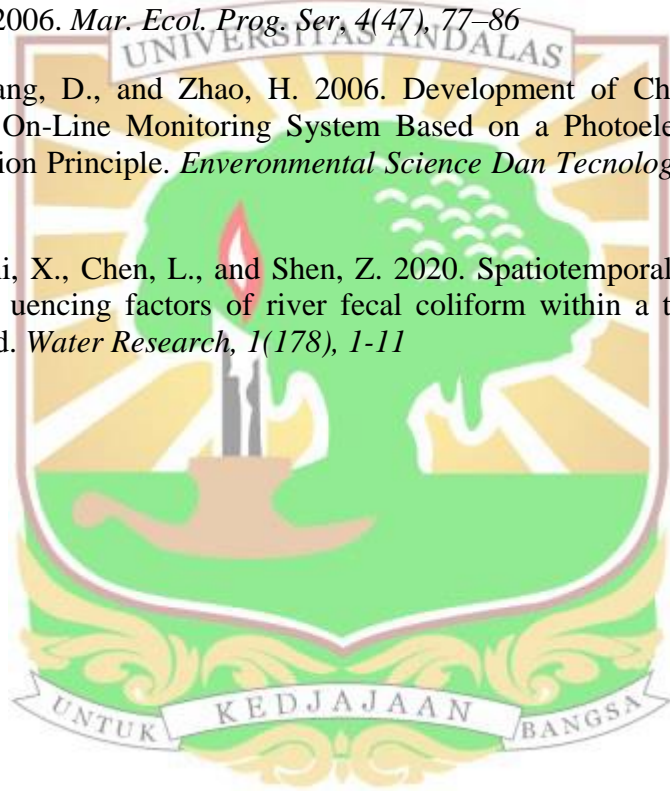 2006. Mar. Ecol. Prog. Ser, 4(47), 77–86
UNIVERSITAS ANDALAS
ang, D., and Zhao, H. 2006. Development of Ch
On-Line Monitoring System Based on a Photoele
ion Principle. Enveronmental Science Dan Tecnolog
i, X., Chen, L., and Shen, Z. 2020. Spatiotemporal
uencing factors of river fecal coliform within a t
d. Water Research, 1(178), 1-11
UNTUK KEDJAJAAN BANGSA